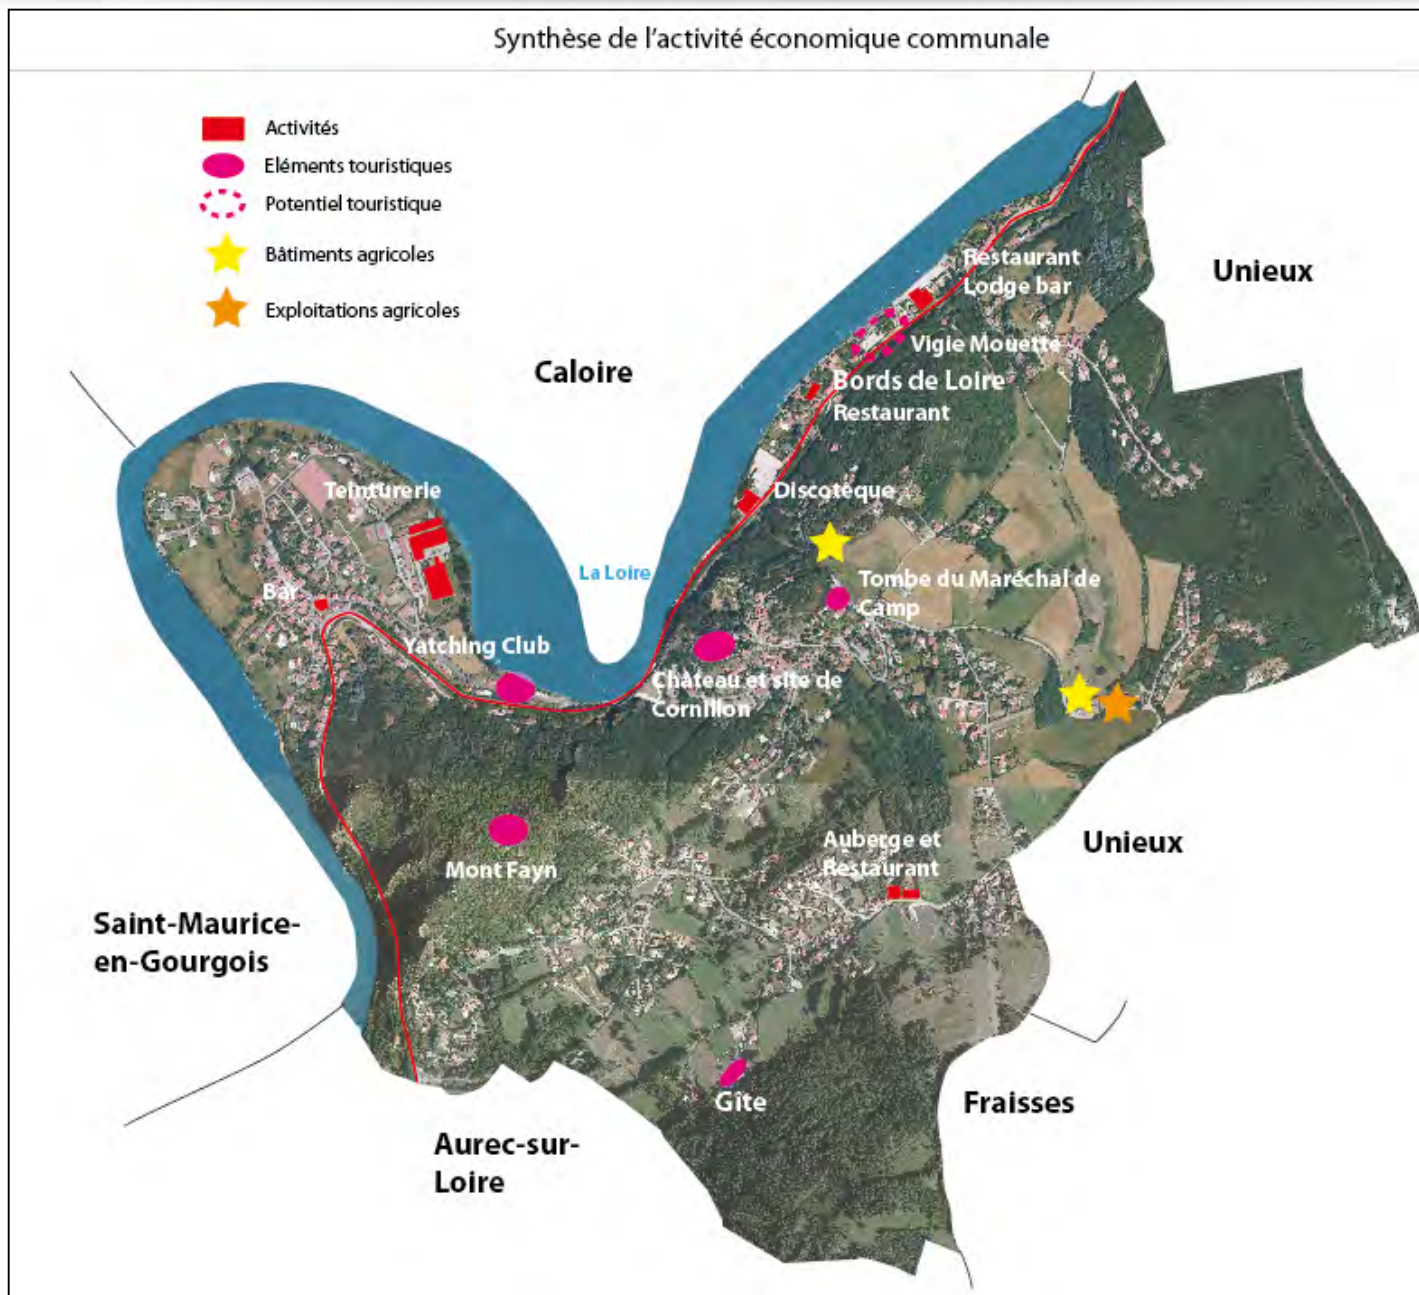 Synthèse de l'activité économique communale
Activités
Eléments touristiques
Potentiel touristique
Bâtiments agricoles
Exploitations agricoles
Restaurant
Lodge bar
Unieux
Vigie Mouette
Caloire
Bords de Loire
Restaurant
Teinturerie
Discotèque
La Loire
Tombe du Maréchal de
Camp
Bar
Yatching Club
Château et site de
Cornillon
Auberge et
Restaurant
Unieux
Mont Fayn
Saint-Maurice-
en-Gourgois
Gîte
Fraisses
Aurec-sur-
Loire